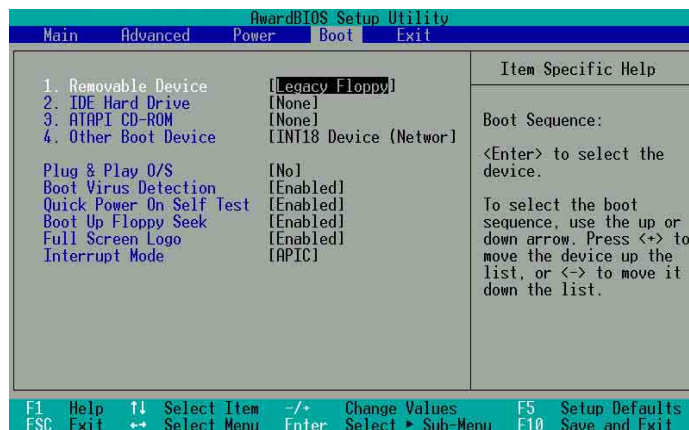 AwardBIOS Setup Utility
Main Advanced Power Boot Exit
1. Removable Device [Legacy Floppy]
2. IDE Hard Drive [None]
3. ATAPI CD-ROM [None]
4. Other Boot Device [INT18 Device (Networ]
Plug & Play O/S [No]
Boot Virus Detection [Enabled]
Quick Power On Self Test [Enabled]
Boot Up Floppy Seek [Enabled]
Full Screen Logo [Enabled]
Interrupt Mode [APIC]
Item Specific Help
Boot Sequence:
<Enter> to select the
device.
To select the boot
sequence, use the up or
down arrow. Press <+> to
move the device up the
list, or <-> to move it
down the list.
F1 Help ↑↓ Select Item -/+ Change Values F5 Setup Defaults
ESC Exit ←→ Select Menu Enter Select ► Sub-Menu F10 Save and Exit